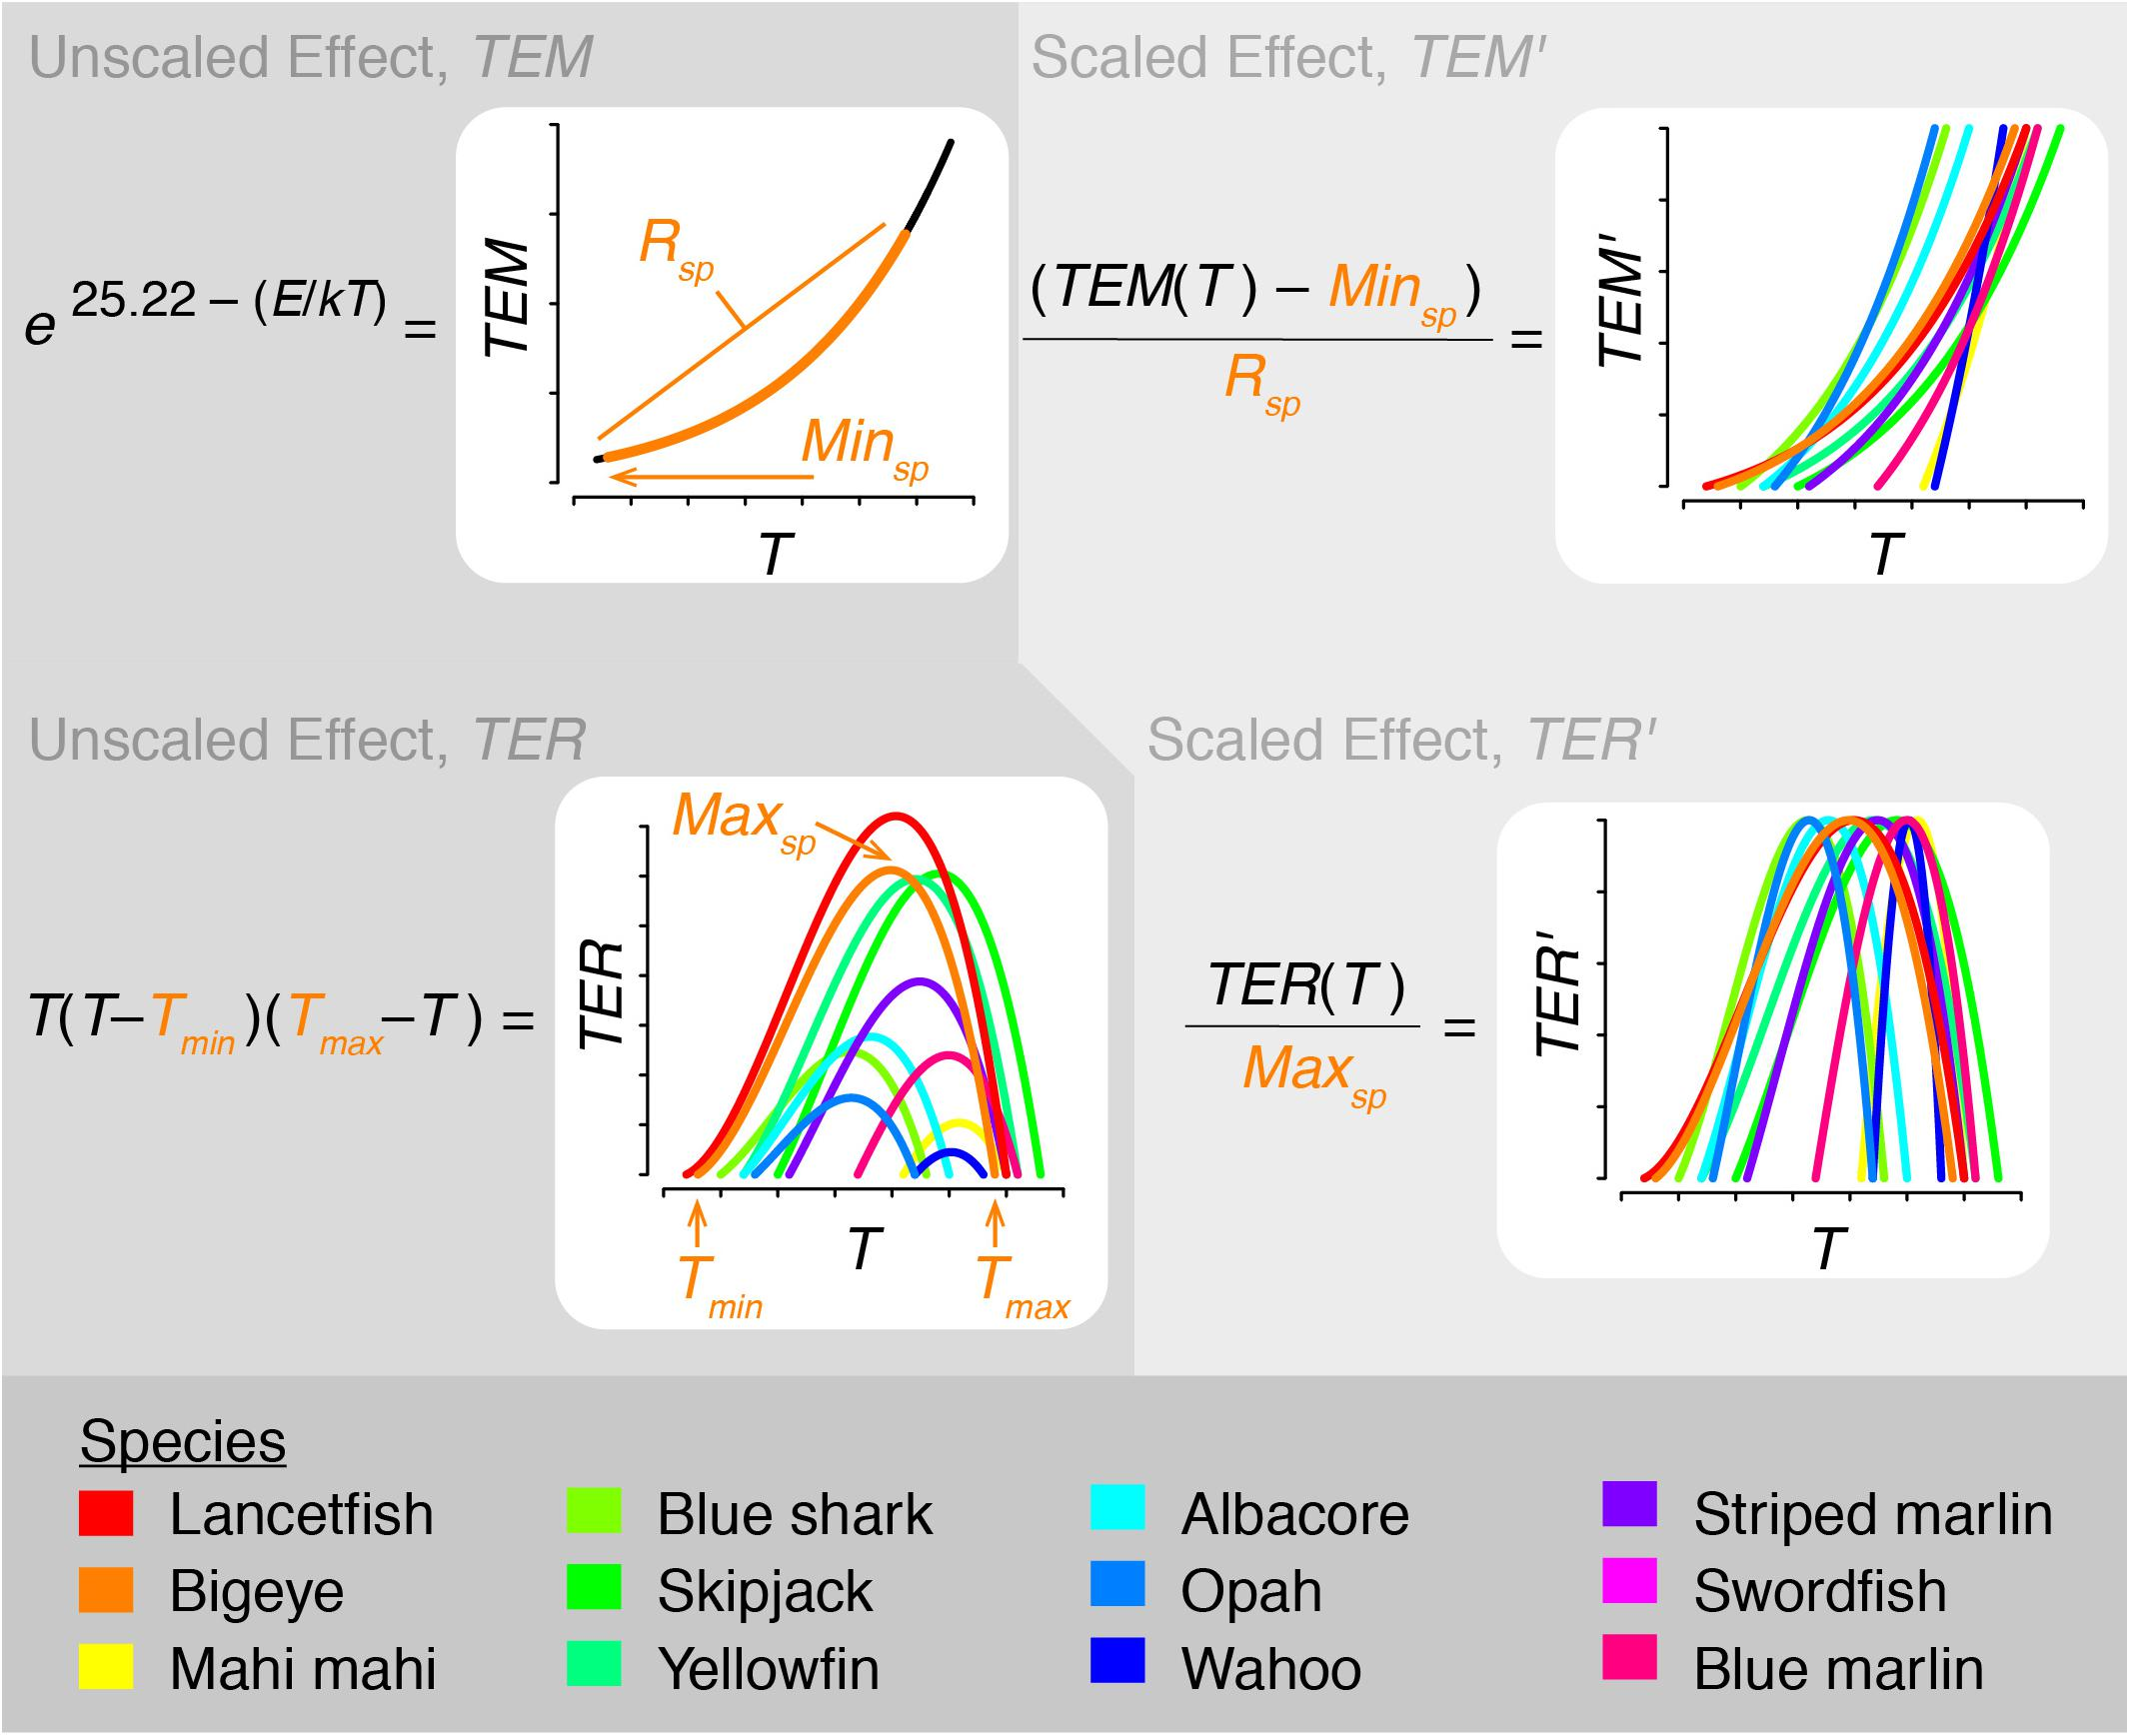 Unscaled Effect, TEM
e 25.22 – (E/kT) =
TEM
R sp
Min sp
T
Scaled Effect, TEM'
(TEM(T) – Min sp)
R sp
=
TEM'
T
Unscaled Effect, TER
T(T–T min)(T max–T) =
TER
Max sp
T
T min
T max
Scaled Effect, TER'
TER(T)
Max sp
=
TER'
T
Species
Lancetfish
Bigeye
Mahi mahi
Blue shark
Skipjack
Yellowfin
Albacore
Opah
Wahoo
Striped marlin
Swordfish
Blue marlin